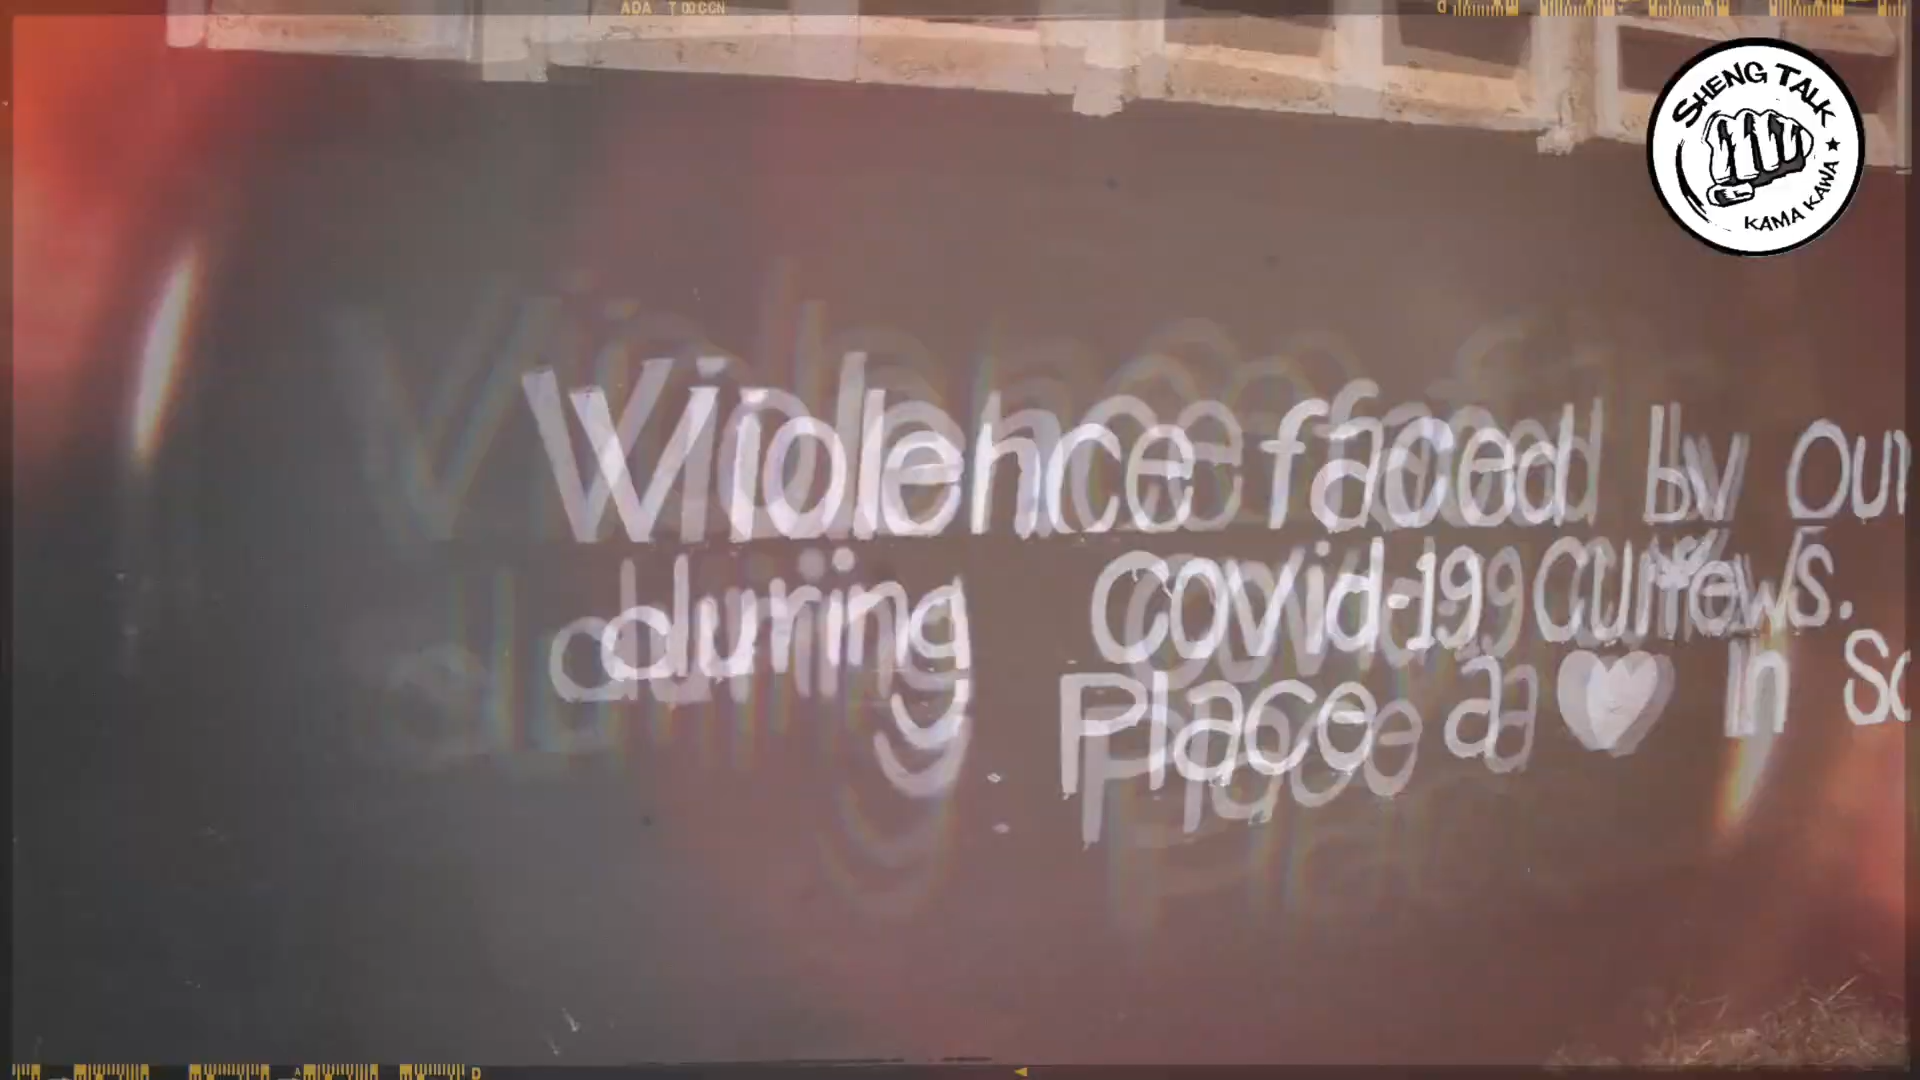 SHENG TALK
KAMA KAWA
Violence faced by our
during Covid-19 Curfews.
Place a ♥ in